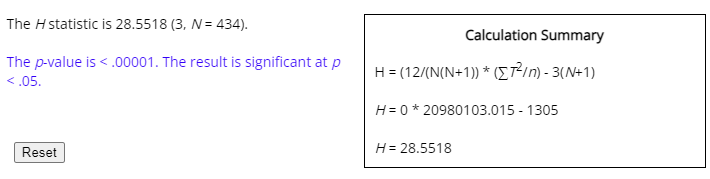 The H statistic is 28.5518 (3, N = 434).
The p-value is < .00001. The result is significant at p
< .05.
Reset
Calculation Summary
H = (12/(N(N+1)) * (∑T²/n) - 3(N+1)
H = 0 * 20980103.015 - 1305
H = 28.5518